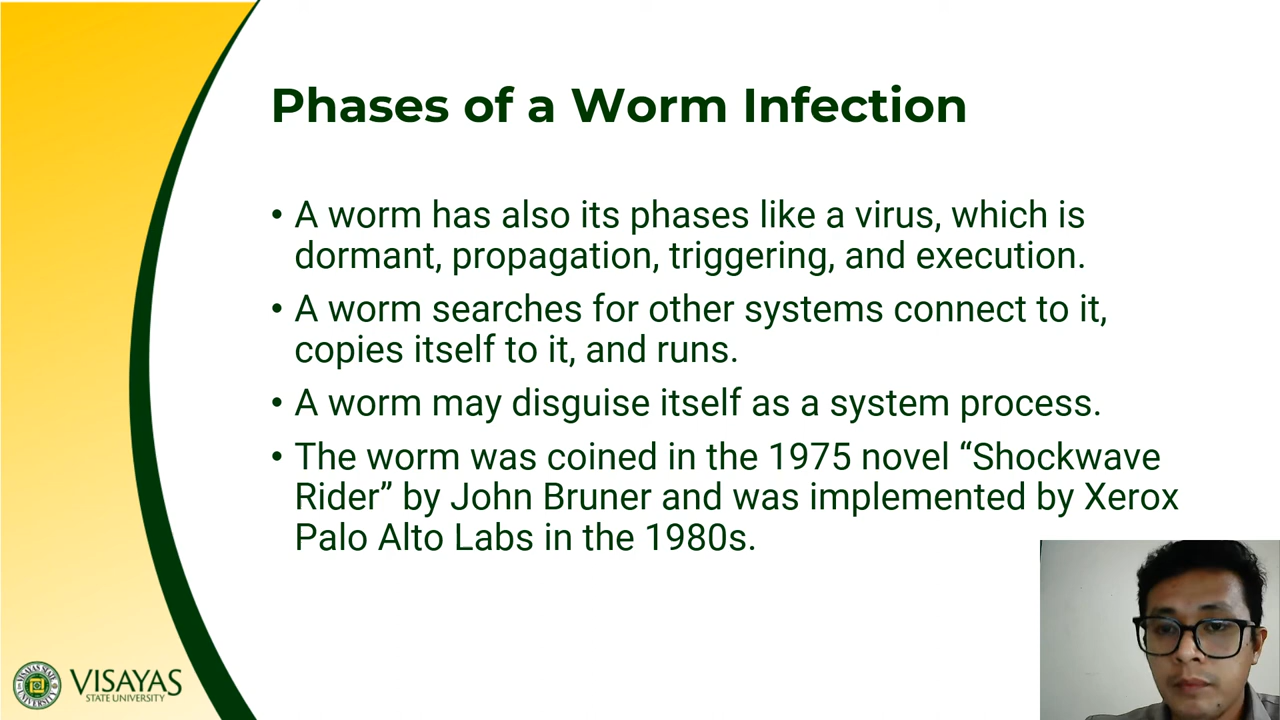 Phases of a Worm Infection
• A worm has also its phases like a virus, which is
dormant, propagation, triggering, and execution.
• A worm searches for other systems connect to it,
copies itself to it, and runs.
• A worm may disguise itself as a system process.
• The worm was coined in the 1975 novel “Shockwave
Rider” by John Bruner and was implemented by Xerox
Palo Alto Labs in the 1980s.
VISAYAS
STATE UNIVERSITY